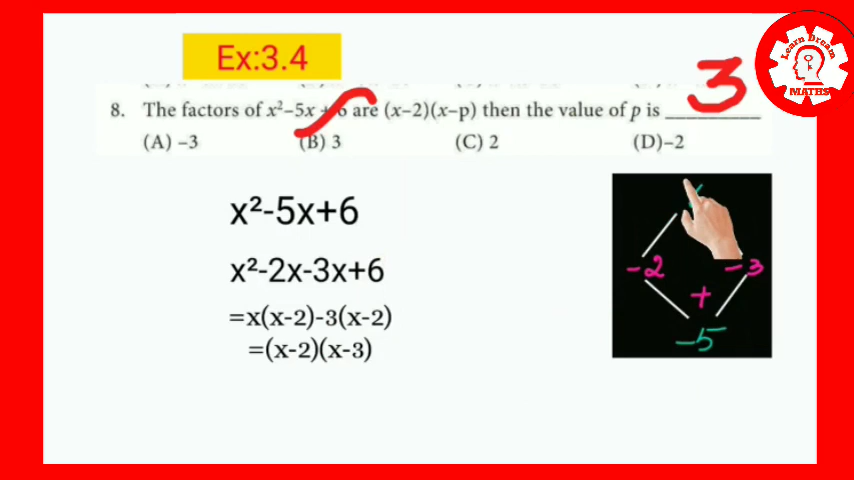 Ex:3.4
Learn Dream
MATHS
3
8. The factors of x²–5x + 6 are (x–2)(x–p) then the value of p is ________
(A) –3 (B) 3 (C) 2 (D)–2
x²-5x+6
x²-2x-3x+6
=x(x-2)-3(x-2)
=(x-2)(x-3)
-2 -3
+
-5